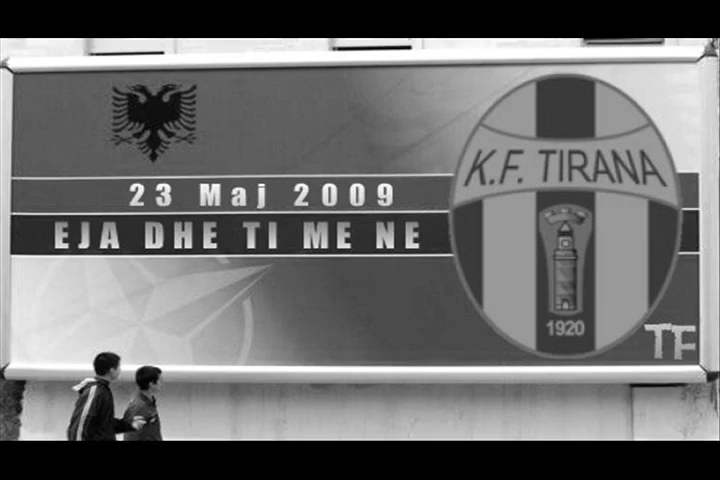 23 Maj 2009
EJA DHE TI ME NE
K.F. TIRANA
1920
TF